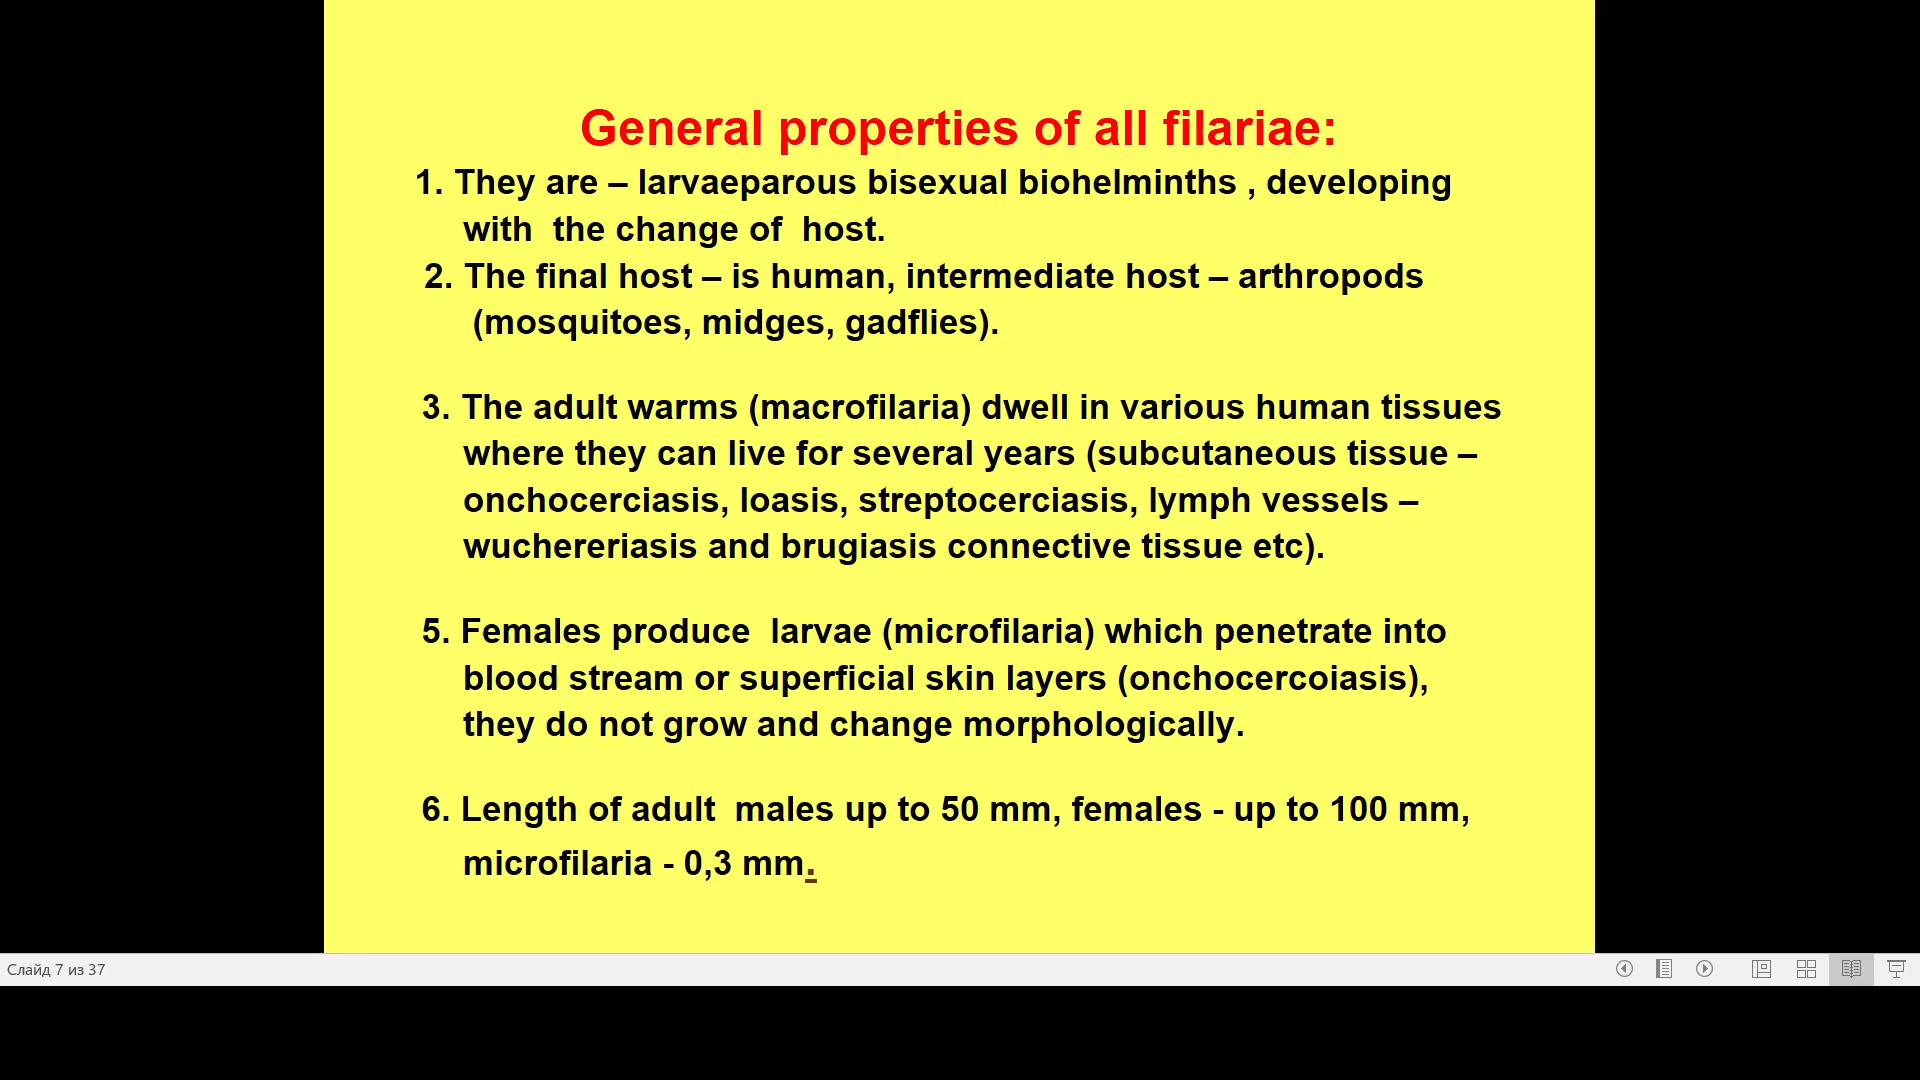 General properties of all filariae:
1. They are – larvaeparous bisexual biohelminths , developing
with the change of host.
2. The final host – is human, intermediate host – arthropods
(mosquitoes, midges, gadflies).
3. The adult warms (macrofilaria) dwell in various human tissues
where they can live for several years (subcutaneous tissue –
onchocerciasis, loasis, streptocerciasis, lymph vessels –
wuchereriasis and brugiasis connective tissue etc).
5. Females produce larvae (microfilaria) which penetrate into
blood stream or superficial skin layers (onchocercoiasis),
they do not grow and change morphologically.
6. Length of adult males up to 50 mm, females - up to 100 mm,
microfilaria - 0,3 mm.
Слайд 7 из 37